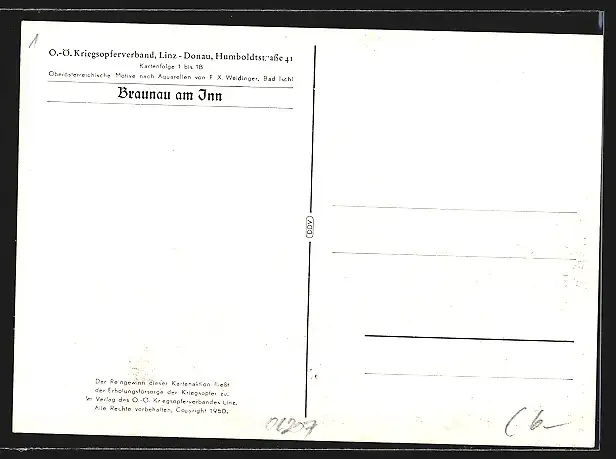 1
O.-Ö. Kriegsopferverband, Linz - Donau, Humboldtstraße 41
Kartenfolge 1 bis 18
Oberösterreichische Motive nach Aquarellen von F. X. Weidinger, Bad Ischl
Braunau am Inn
Der Reingewinn dieser Kartenaktion fließt
der Erholungsfürsorge der Kriegsopfer zu.
Im Verlag des O.-Ö. Kriegsopferverbandes Linz.
Alle Rechte vorbehalten, Copyright 1950.
06207
6-